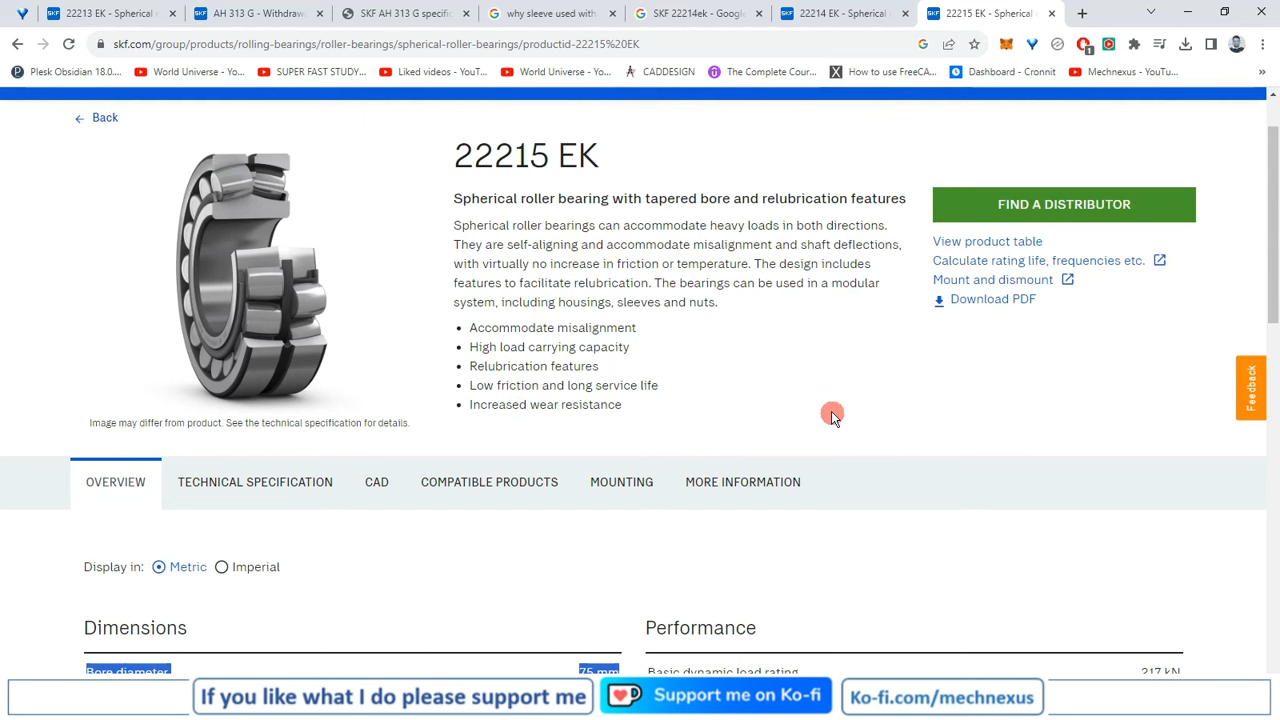 22213 EK - Spherical
AH 313 G - Withdraw
SKF AH 313 G specific
why sleeve used with
SKF 22214ek - Google
22214 EK - Spherical
22215 EK - Spherical
skf.com/group/products/rolling-bearings/roller-bearings/spherical-roller-bearings/productid-22215%20EK
Plesk Obsidian 18.0....
World Universe - Yo...
SUPER FAST STUDY...
Liked videos - YouT...
World Universe - Yo...
CADDESIGN
The Complete Cour...
How to use FreeCA...
Dashboard - Cronnit
Mechnexus - YouTu...
Back
22215 EK
Spherical roller bearing with tapered bore and relubrication features
Spherical roller bearings can accommodate heavy loads in both directions.
They are self-aligning and accommodate misalignment and shaft deflections,
with virtually no increase in friction or temperature. The design includes
features to facilitate relubrication. The bearings can be used in a modular
system, including housings, sleeves and nuts.
• Accommodate misalignment
• High load carrying capacity
• Relubrication features
• Low friction and long service life
• Increased wear resistance
Image may differ from product. See the technical specification for details.
FIND A DISTRIBUTOR
View product table
Calculate rating life, frequencies etc.
Mount and dismount
Download PDF
Feedback
OVERVIEW TECHNICAL SPECIFICATION CAD COMPATIBLE PRODUCTS MOUNTING MORE INFORMATION
Display in: Metric Imperial
Dimensions
Bore diameter 75 mm
Performance
Basic dynamic load rating 217 kN
If you like what I do please support me
Support me on Ko-fi
Ko-fi.com/mechnexus